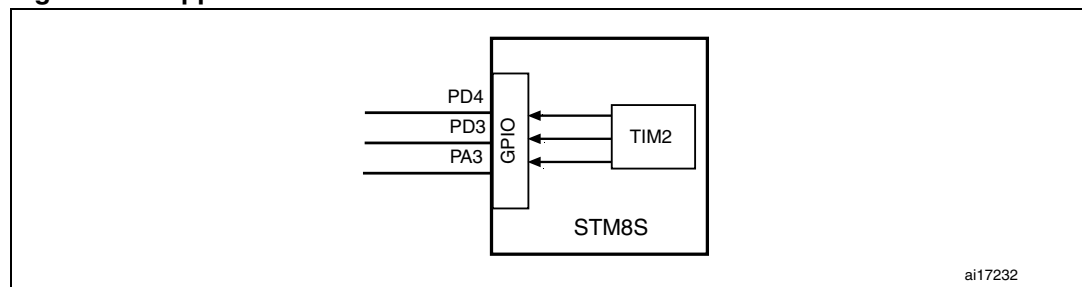 PD4
PD3
PA3
GPIO
TIM2
STM8S
ai17232